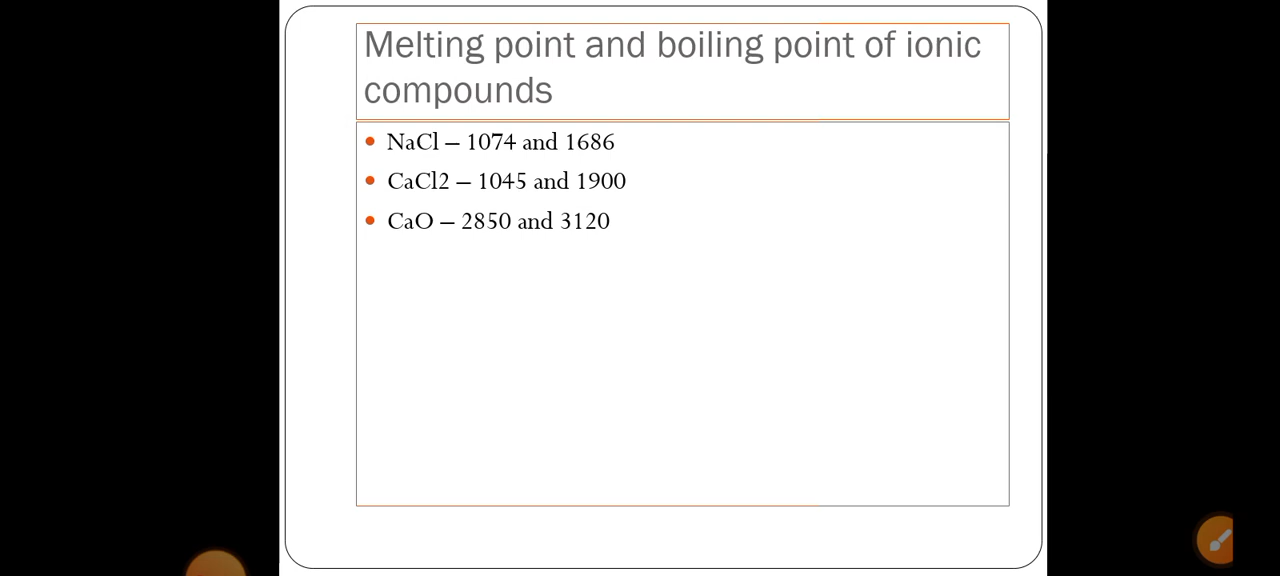 Melting point and boiling point of ionic
compounds
• NaCl – 1074 and 1686
• CaCl2 – 1045 and 1900
• CaO – 2850 and 3120